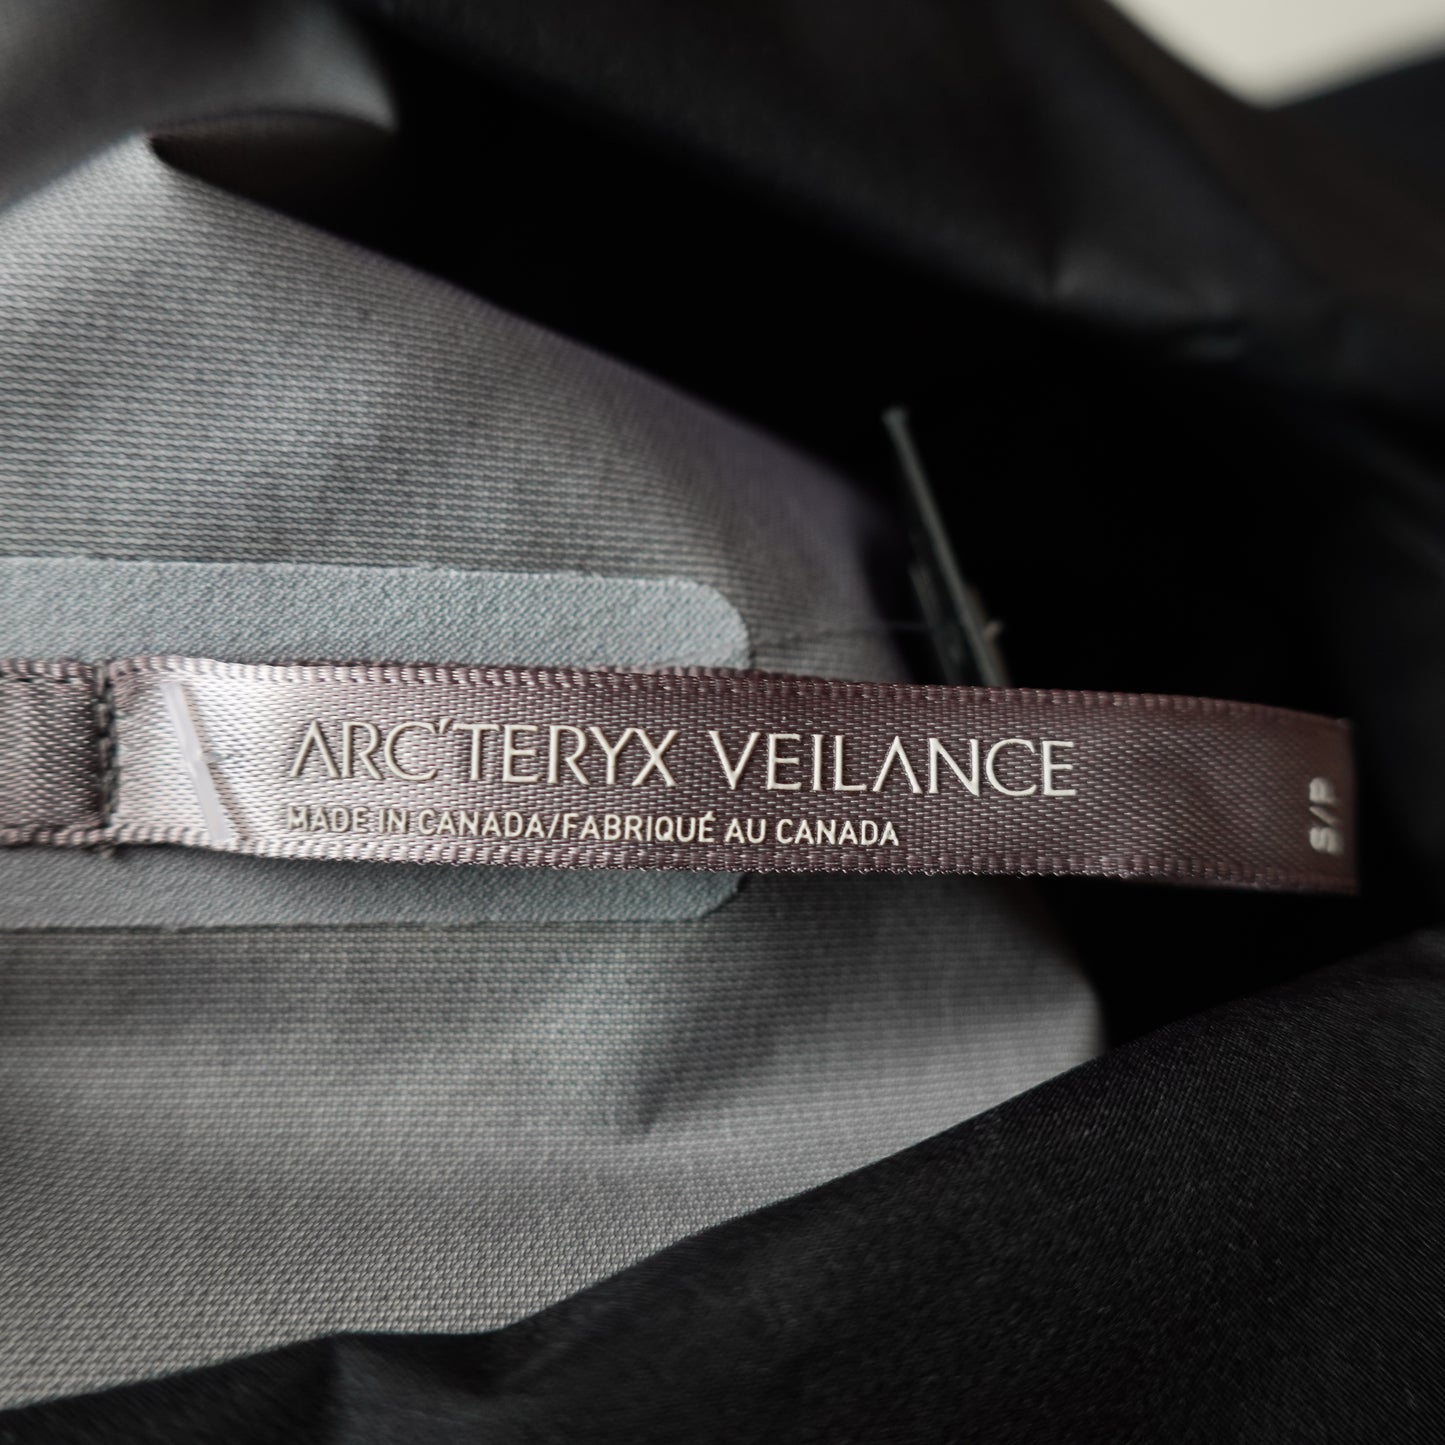 ARC'TERYX VEILANCE
MADE IN CANADA/FABRIQUÉ AU CANADA
S/P